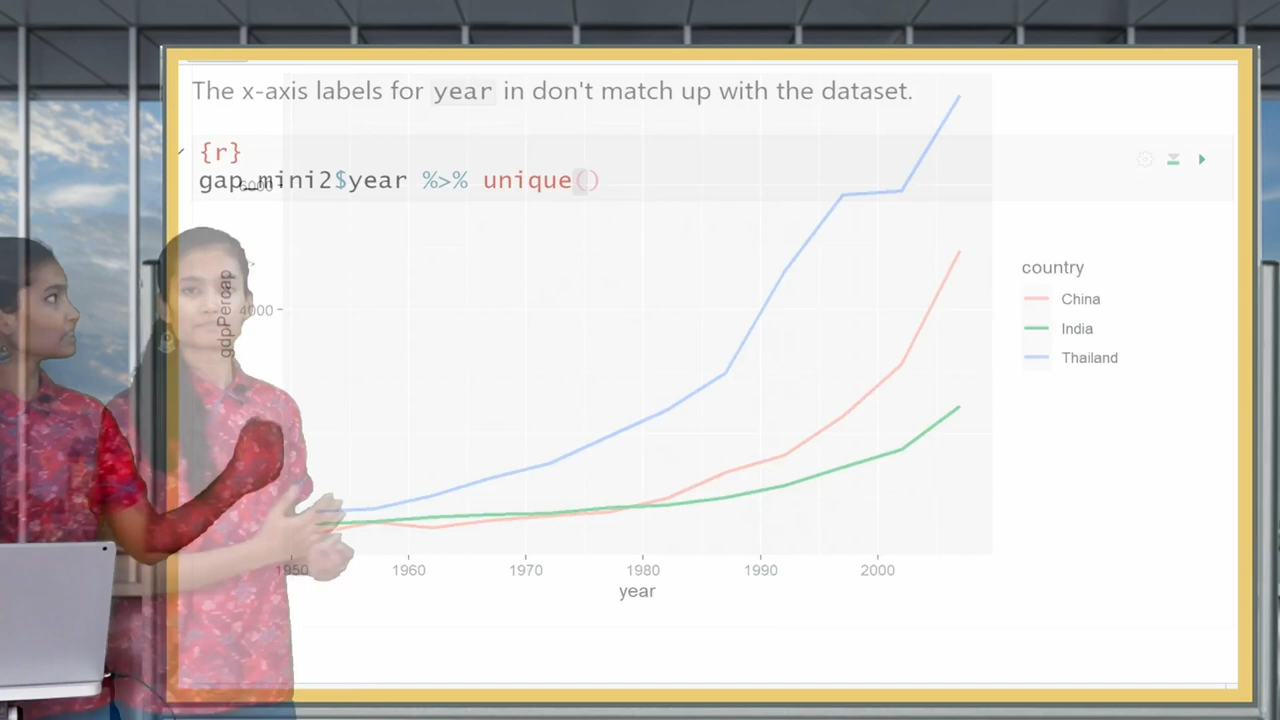 The x-axis labels for year in don't match up with the dataset.
{r}
gap_mini2$year %>% unique()
6000
4000
gdpPercap
country
China
India
Thailand
1950 1960 1970 1980 1990 2000
year